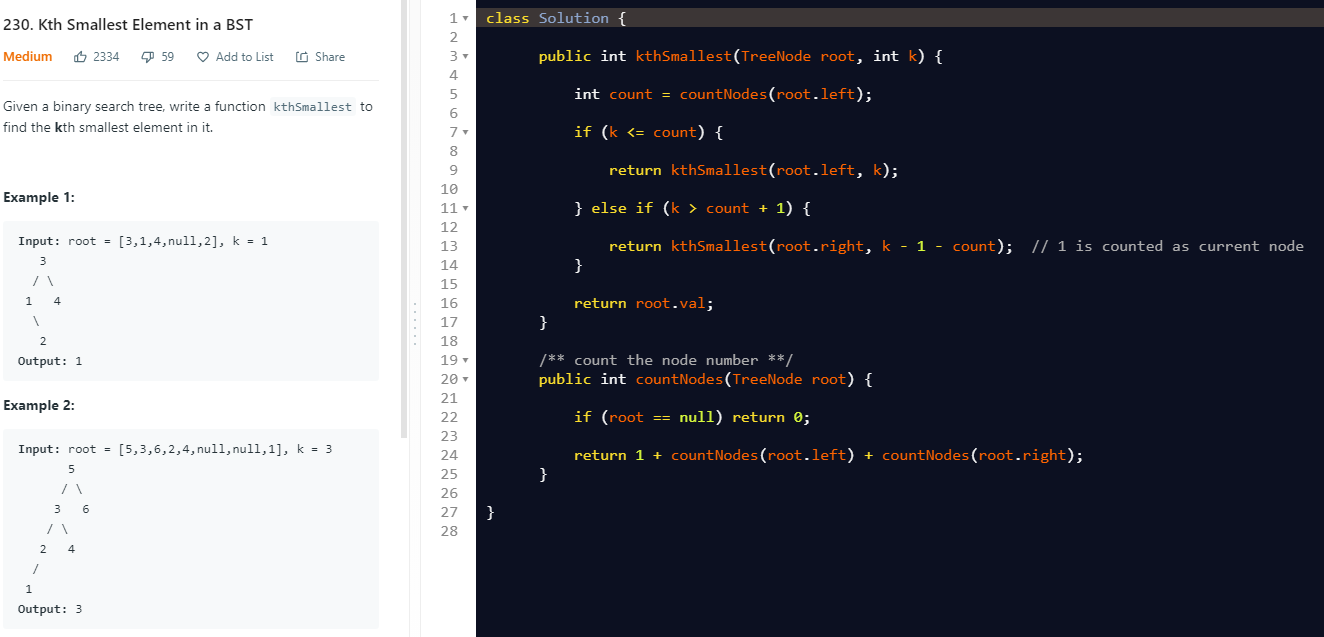 230. Kth Smallest Element in a BST
Medium 2334 59 Add to List Share
Given a binary search tree, write a function kthSmallest to
find the kth smallest element in it.
Example 1:
Input: root = [3,1,4,null,2], k = 1
   3
  / \
 1   4
  \
   2
Output: 1
Example 2:
Input: root = [5,3,6,2,4,null,null,1], k = 3
       5
      / \
     3   6
    / \
   2   4
  /
 1
Output: 3
1 class Solution {
2
3 public int kthSmallest(TreeNode root, int k) {
4
5 int count = countNodes(root.left);
6
7 if (k <= count) {
8
9 return kthSmallest(root.left, k);
10
11 } else if (k > count + 1) {
12
13 return kthSmallest(root.right, k - 1 - count);  // 1 is counted as current node
14 }
15
16 return root.val;
17 }
18
19 /** count the node number **/
20 public int countNodes(TreeNode root) {
21
22 if (root == null) return 0;
23
24 return 1 + countNodes(root.left) + countNodes(root.right);
25 }
26
27 }
28